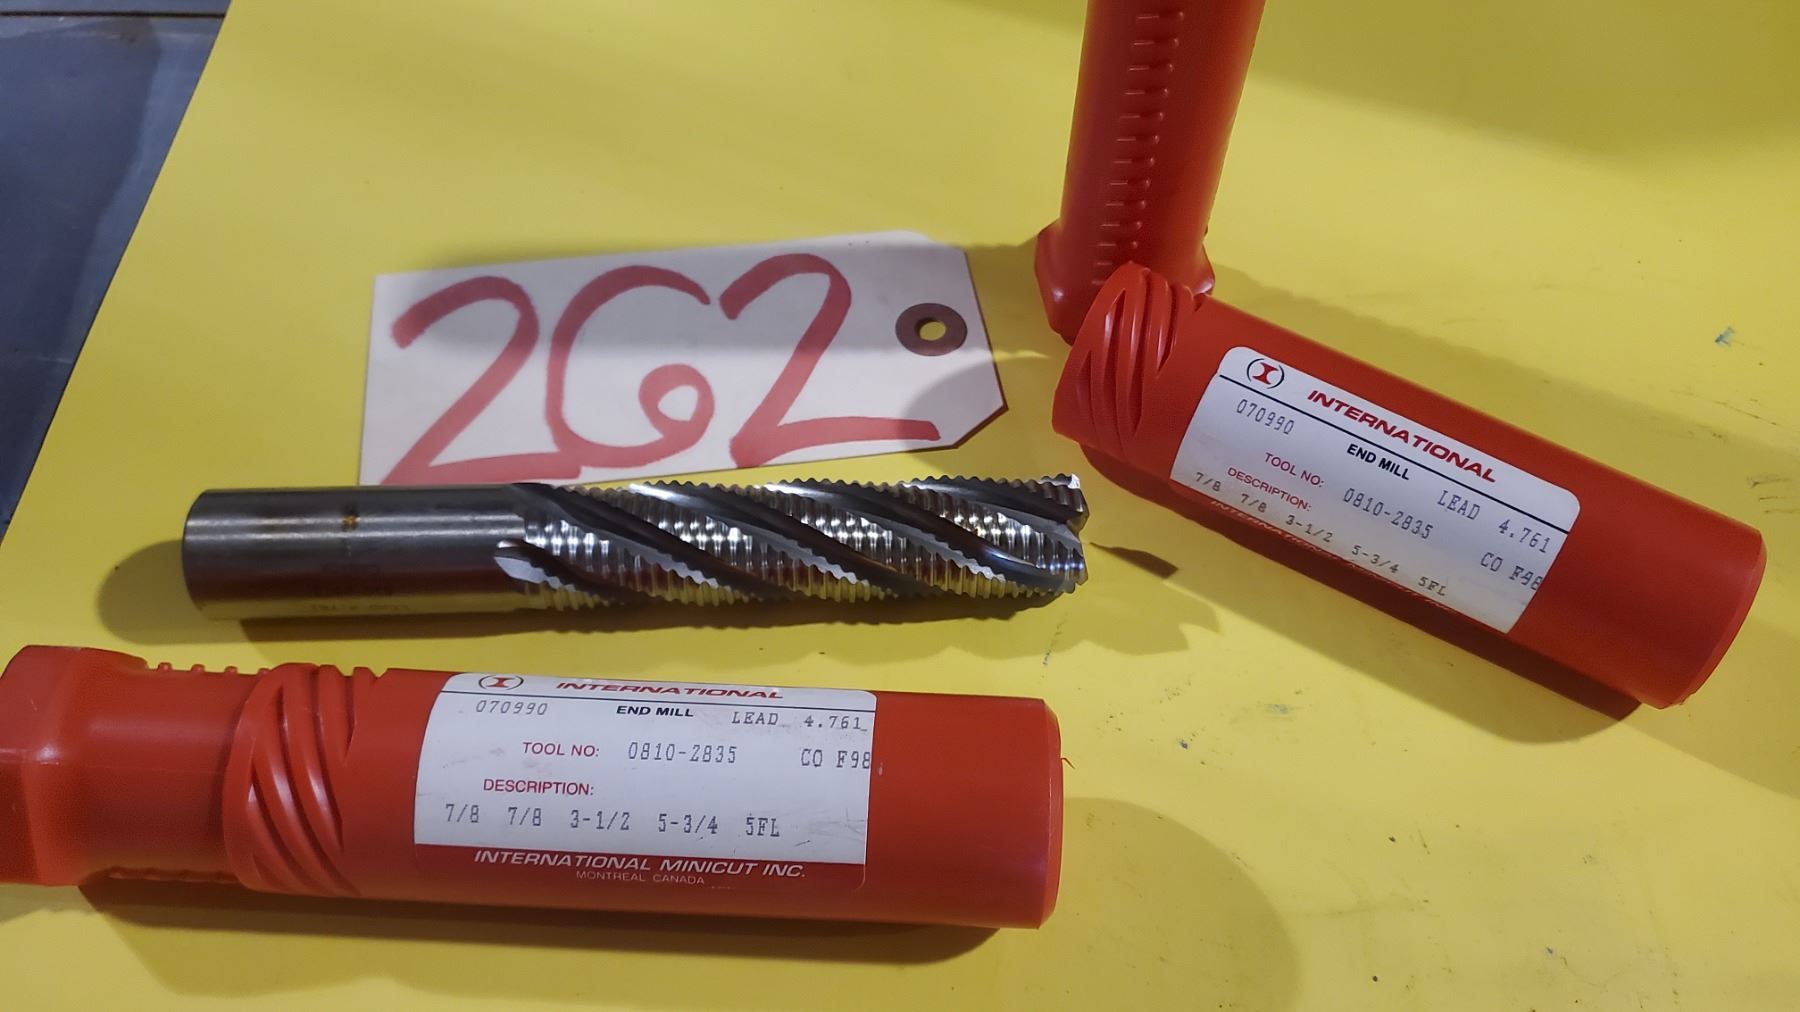 262
INTERNATIONAL
070990
END MILL
LEAD 4.761
TOOL NO: 0810-2835
CO F98
DESCRIPTION:
7/8 7/8 3-1/2 5-3/4 5FL
INTERNATIONAL
070990 END MILL LEAD 4.761
TOOL NO: 0810-2835 CO F98
DESCRIPTION:
7/8 7/8 3-1/2 5-3/4 5FL
INTERNATIONAL MINICUT INC.
MONTREAL CANADA